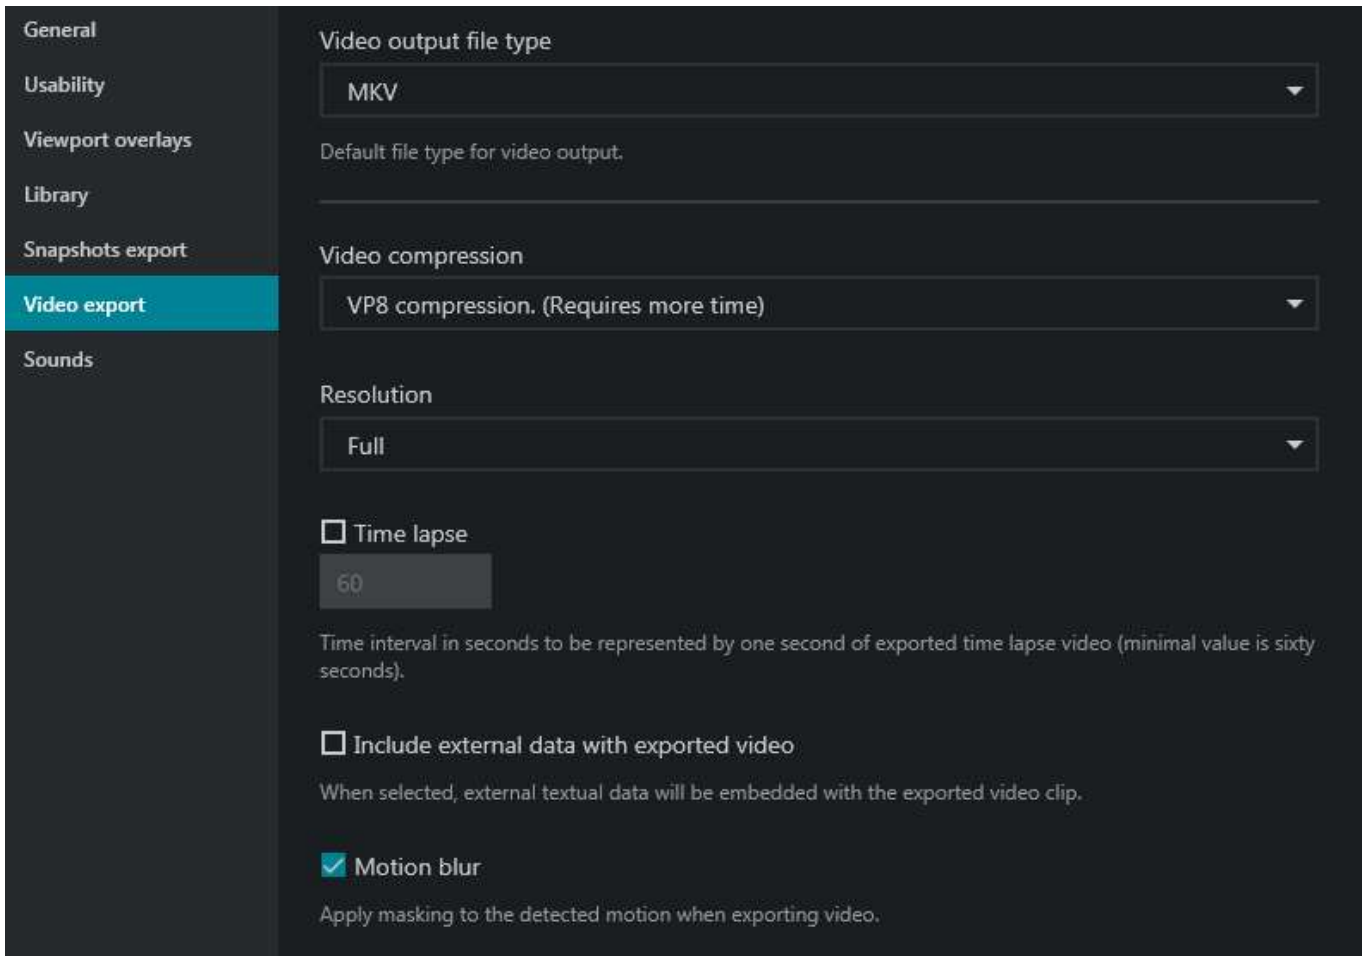 General
Usability
Viewport overlays
Library
Snapshots export
Video export
Sounds
Video output file type
MKV
Default file type for video output.
Video compression
VP8 compression. (Requires more time)
Resolution
Full
Time lapse
60
Time interval in seconds to be represented by one second of exported time lapse video (minimal value is sixty
seconds).
Include external data with exported video
When selected, external textual data will be embedded with the exported video clip.
Motion blur
Apply masking to the detected motion when exporting video.